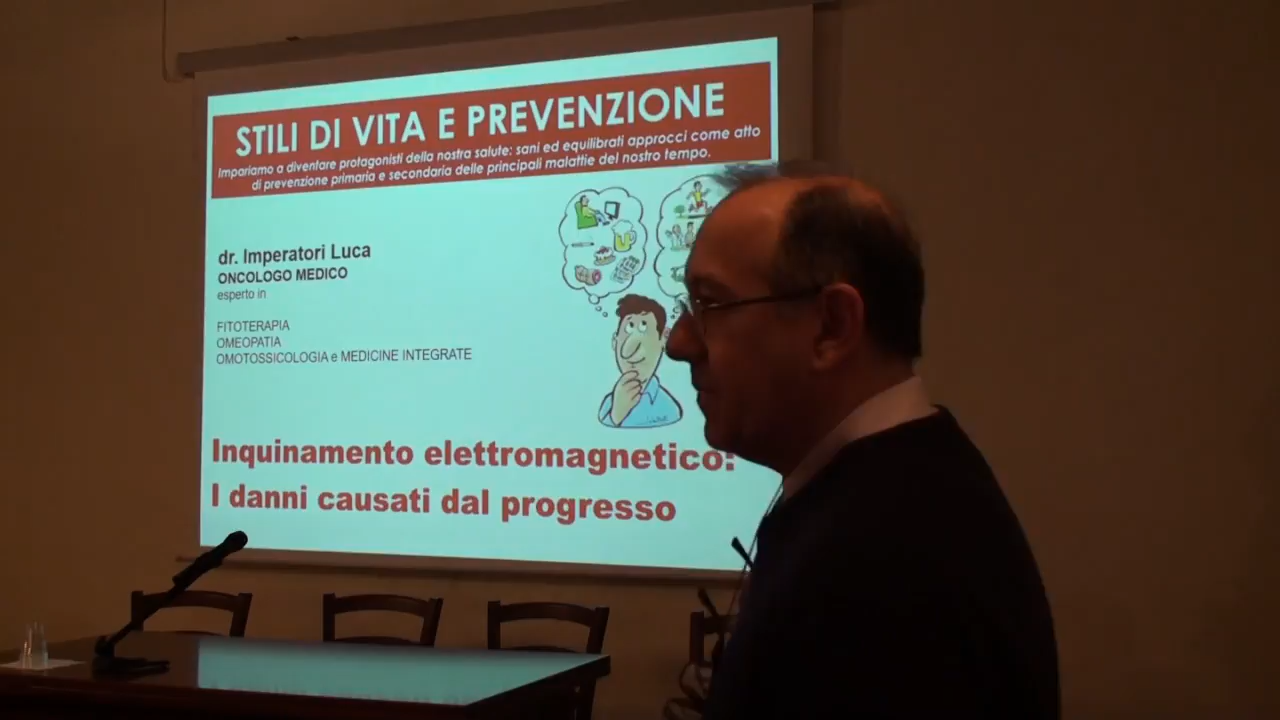 STILI DI VITA E PREVENZIONE
Impariamo a diventare protagonisti della nostra salute: sani ed equilibrati approcci come atto
di prevenzione primaria e secondaria delle principali malattie del nostro tempo.
dr. Imperatori Luca
ONCOLOGO MEDICO
esperto in
FITOTERAPIA
OMEOPATIA
OMOTOSSICOLOGIA e MEDICINE INTEGRATE
Inquinamento elettromagnetico:
I danni causati dal progresso